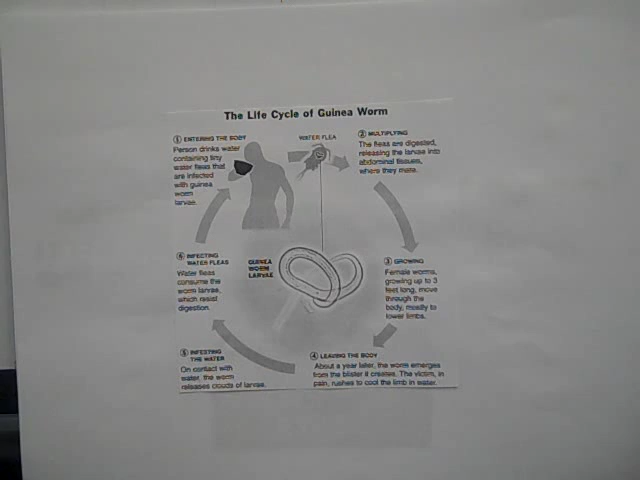 The Life Cycle of Guinea Worm
① ENTERING THE BODY
Person drinks water
containing tiny
water fleas that
are infected
with guinea
worm
larvae.
WATER FLEA
② MULTIPLYING
The fleas are digested,
releasing the larvae into
abdominal tissues,
where they mate.
③ GROWING
Female worms,
growing up to 3
feet long, move
through the
body, mostly to
lower limbs.
GUINEA
WORM
LARVAE
④ LEAVING THE BODY
About a year later, the worm emerges
from the blister it creates. The victim, in
pain, rushes to cool the limb in water.
⑤ INFESTING
THE WATER
On contact with
water, the worm
releases clouds of larvae.
⑥ INFECTING
WATER FLEAS
Water fleas
consume the
worm larvae,
which resist
digestion.